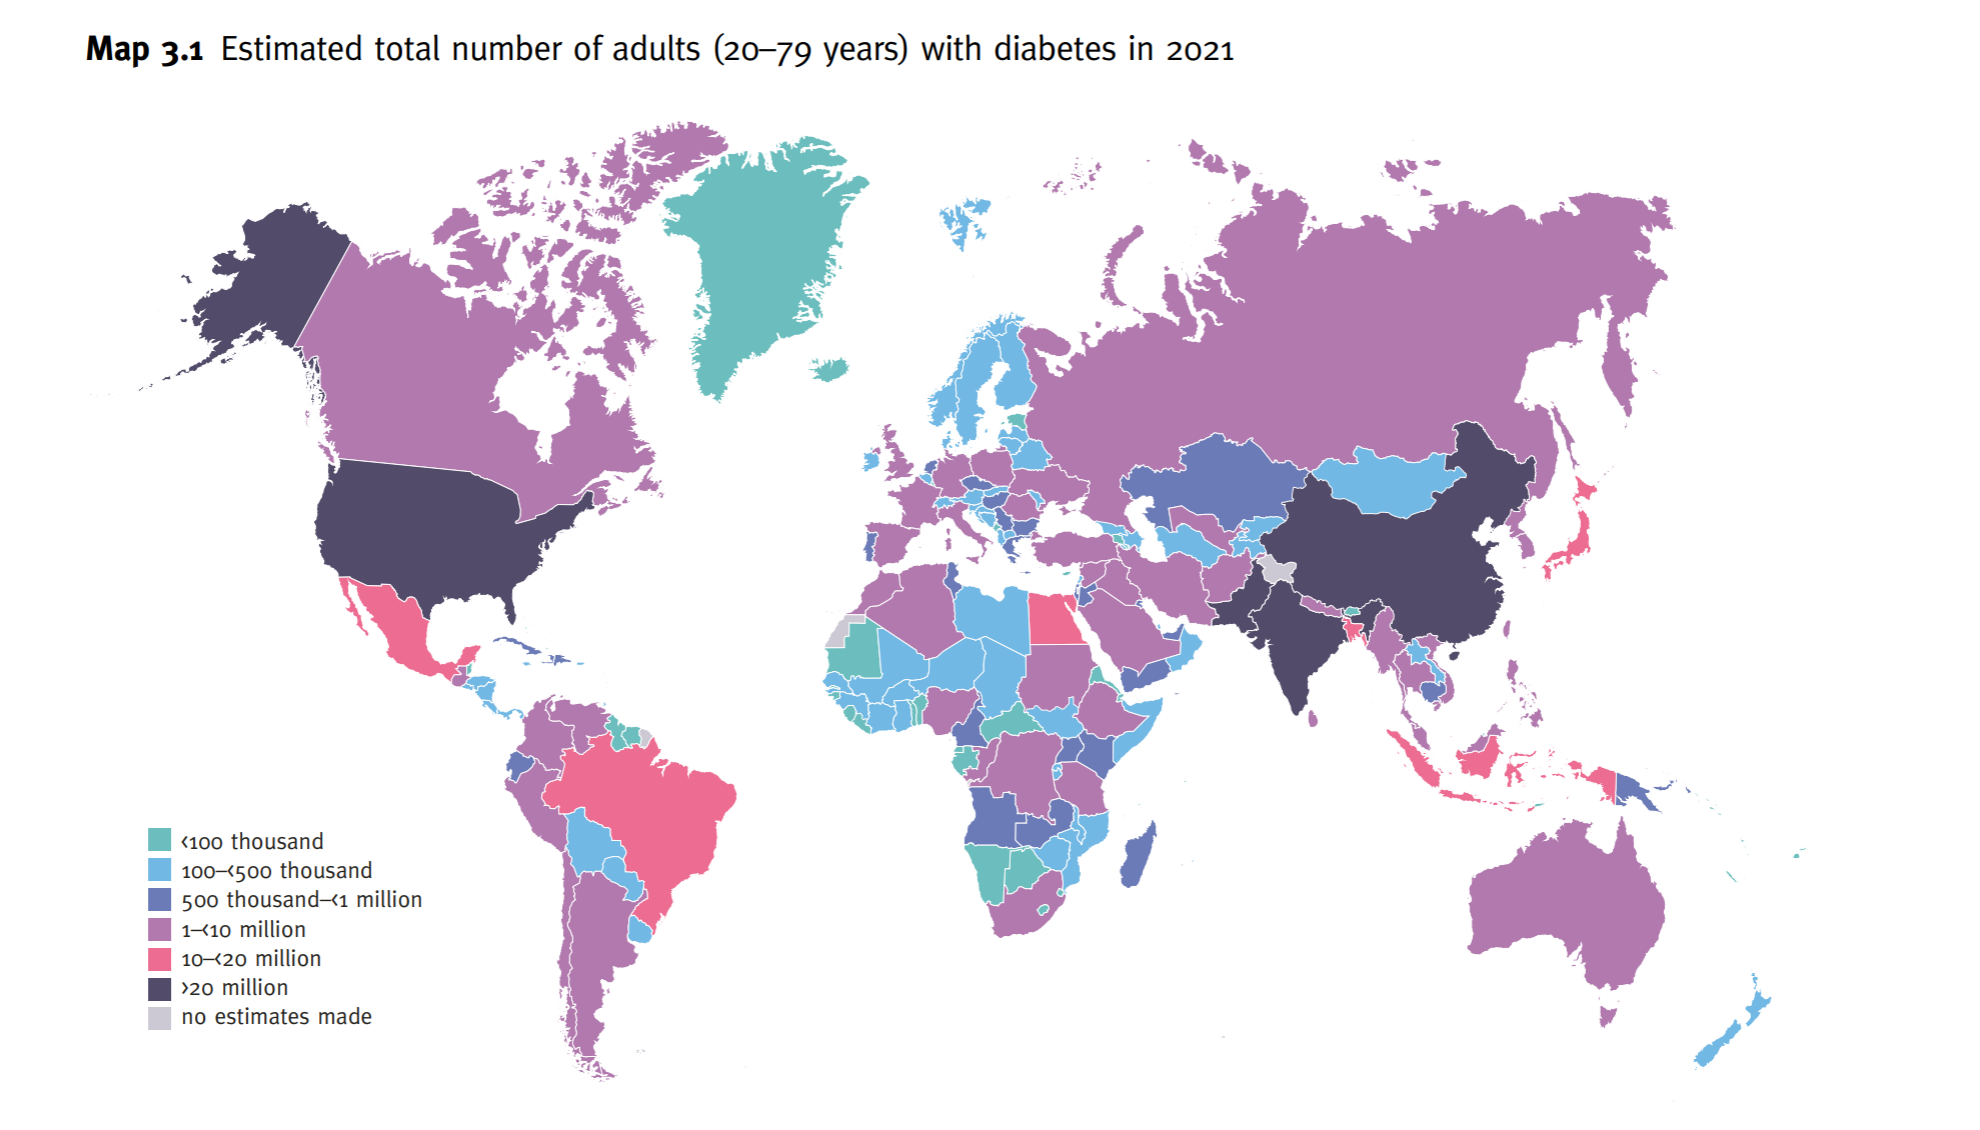 Map 3.1 Estimated total number of adults (20–79 years) with diabetes in 2021
<100 thousand
100–<500 thousand
500 thousand–<1 million
1–<10 million
10–<20 million
>20 million
no estimates made